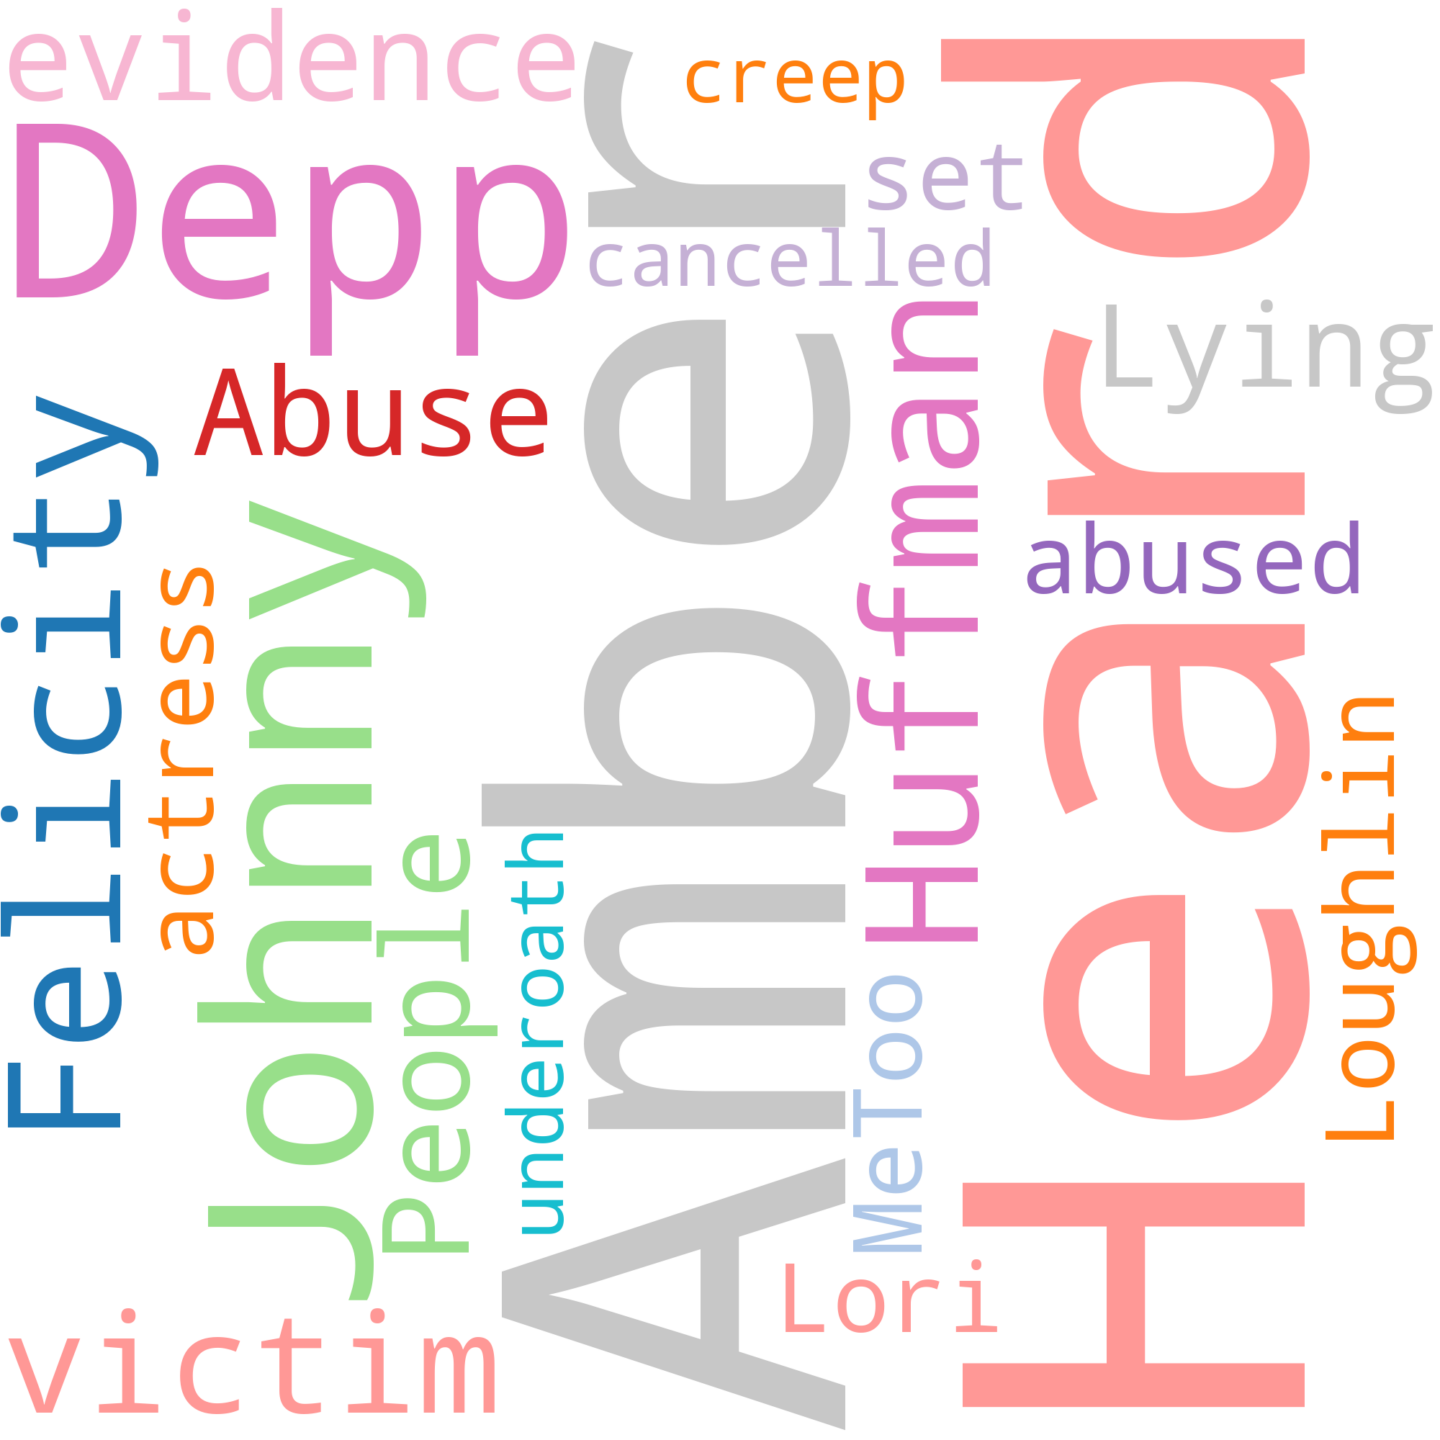 evidence
creep
Depp
set
cancelled
Lying
Abuse
Felicity
actress
Johnny
People
underoath
Amber
Huffman
Heard
abused
MeToo
Loughlin
Lori
victim